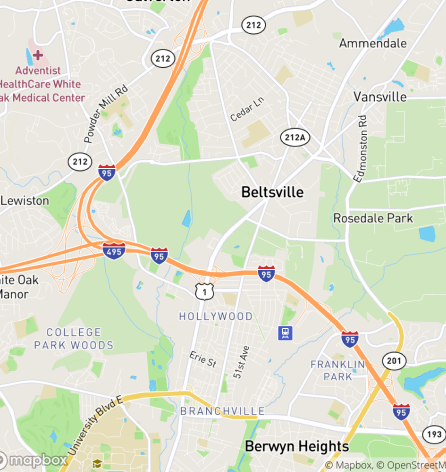 Calverton
212
Ammendale
Adventist
HealthCare White
Oak Medical Center
212
Vansville
Powder Mill Rd
Cedar Ln
212A
Edmonston Rd
212
95
Beltsville
Lewiston
Rosedale Park
495
95
95
White Oak
Manor
1
HOLLYWOOD
COLLEGE
PARK WOODS
95
Erie St
51st Ave
201
FRANKLIN
PARK
University Blvd E
BRANCHVILLE
95
193
Berwyn Heights
mapbox
© Mapbox, © OpenStreetM